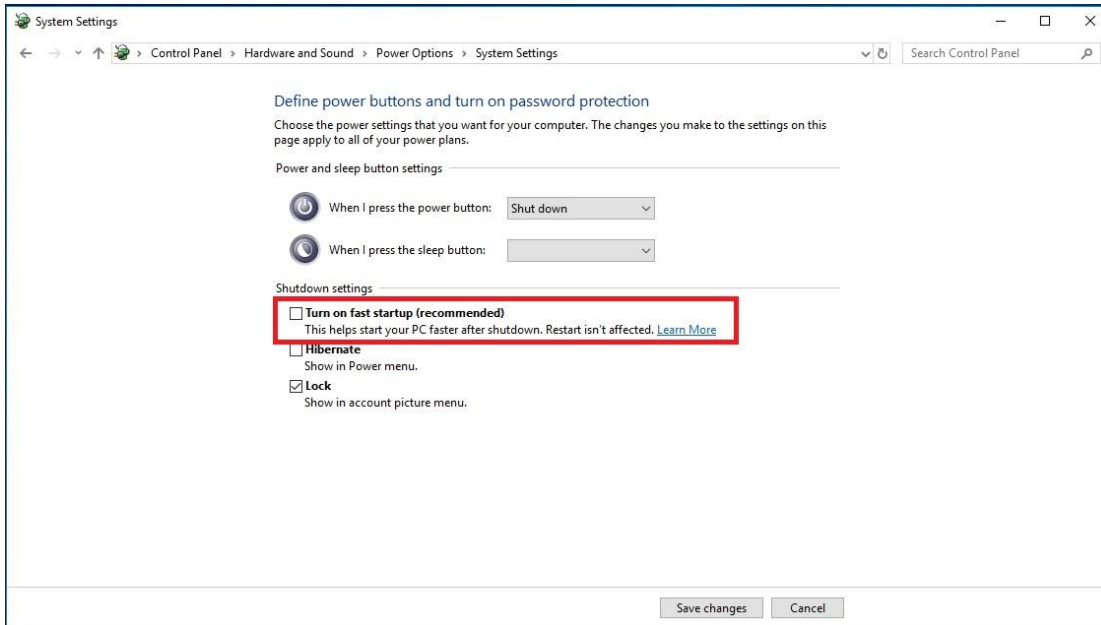 System Settings
Control Panel > Hardware and Sound > Power Options > System Settings
Search Control Panel
Define power buttons and turn on password protection
Choose the power settings that you want for your computer. The changes you make to the settings on this
page apply to all of your power plans.
Power and sleep button settings
When I press the power button: Shut down
When I press the sleep button:
Shutdown settings
Turn on fast startup (recommended)
This helps start your PC faster after shutdown. Restart isn't affected. Learn More
Hibernate
Show in Power menu.
Lock
Show in account picture menu.
Save changes Cancel